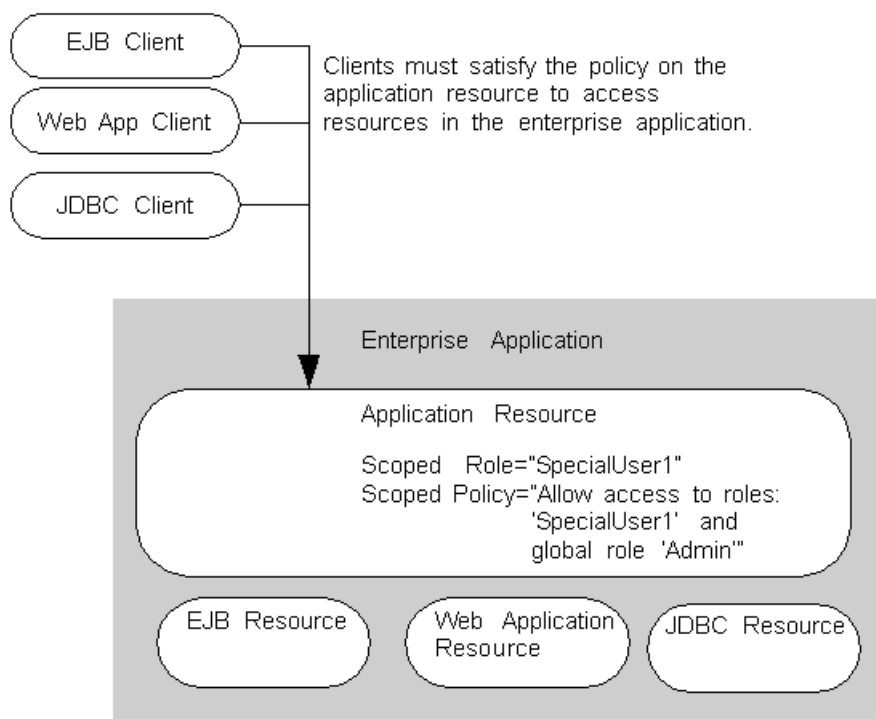 EJB Client
Web App Client
JDBC Client
Clients must satisfy the policy on the
application resource to access
resources in the enterprise application.
Enterprise Application
Application Resource
Scoped Role="SpecialUser1"
Scoped Policy="Allow access to roles:
'SpecialUser1' and
global role 'Admin'"
EJB Resource
Web Application
Resource
JDBC Resource